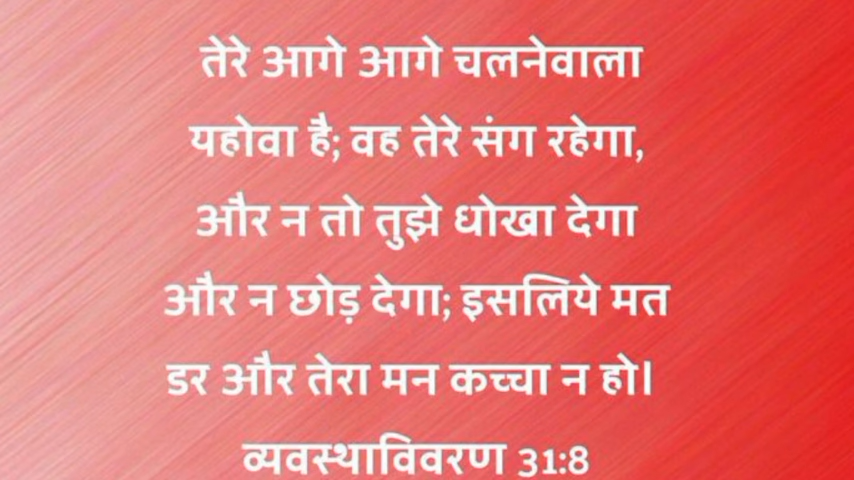 तेरे आगे आगे चलनेवाला
यहोवा है; वह तेरे संग रहेगा,
और न तो तुझे धोखा देगा
और न छोड़ देगा; इसलिये मत
डर और तेरा मन कच्चा न हो।
व्यवस्थाविवरण 31:8